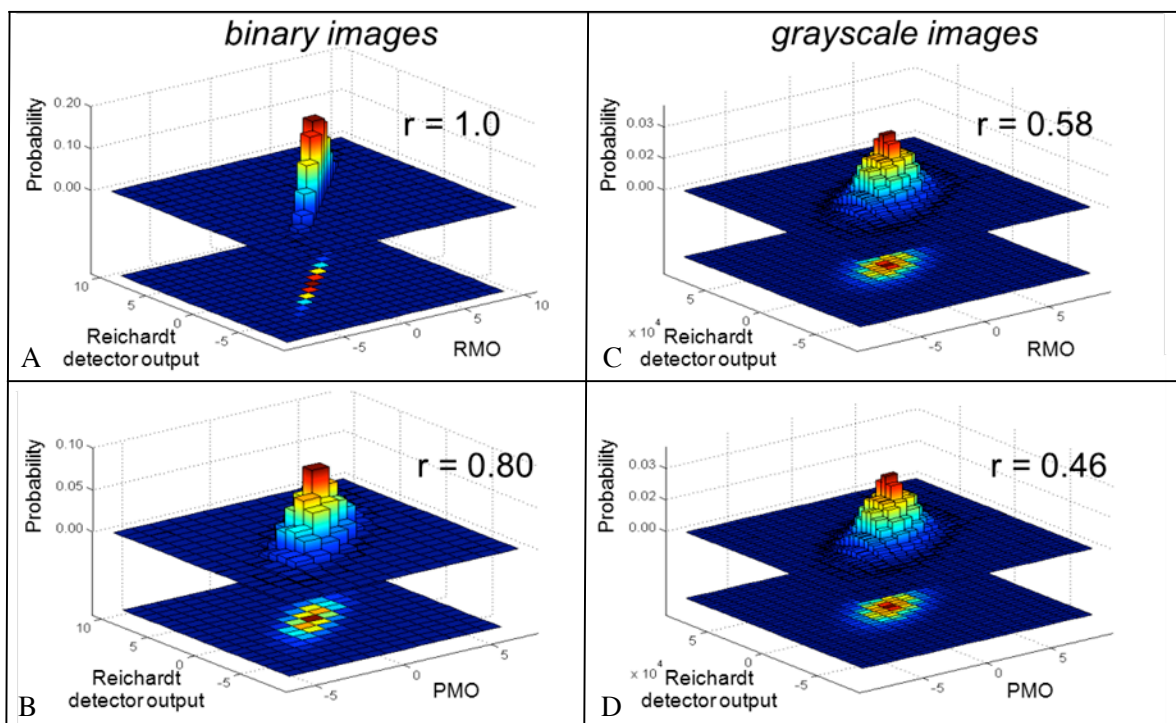 binary images
grayscale images
Probability
0.20
0.10
0.00
r = 1.0
10
5
0
-5
Reichardt
detector output
-5
0
5
10
RMO
A
Probability
0.03
0.02
0.00
r = 0.58
5
0
-5
x 10⁴
Reichardt
detector output
-5
0
5
RMO
C
Probability
0.10
0.05
0.00
r = 0.80
10
5
0
-5
Reichardt
detector output
-5
0
5
PMO
B
Probability
0.03
0.02
0.00
r = 0.46
5
0
-5
x 10⁴
Reichardt
detector output
-5
0
5
PMO
D